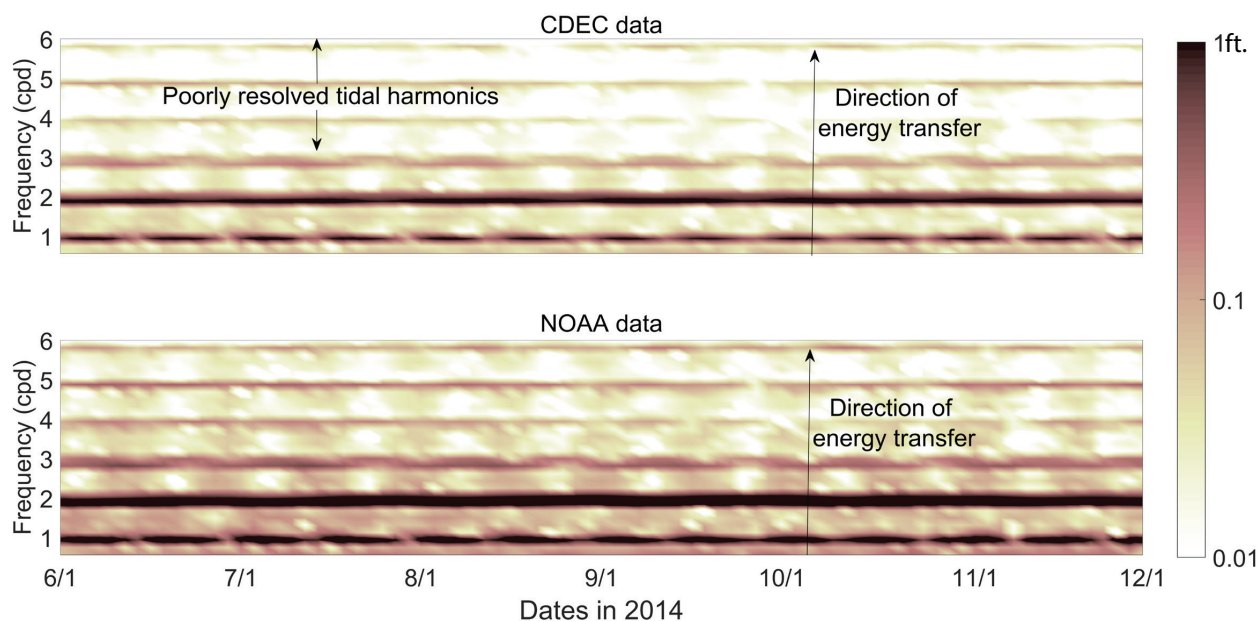 CDEC data
6
5
4
3
2
1
Frequency (cpd)
Poorly resolved tidal harmonics
Direction of
energy transfer
1ft.
0.1
0.01
NOAA data
6
5
4
3
2
1
Frequency (cpd)
Direction of
energy transfer
6/1 7/1 8/1 9/1 10/1 11/1 12/1
Dates in 2014